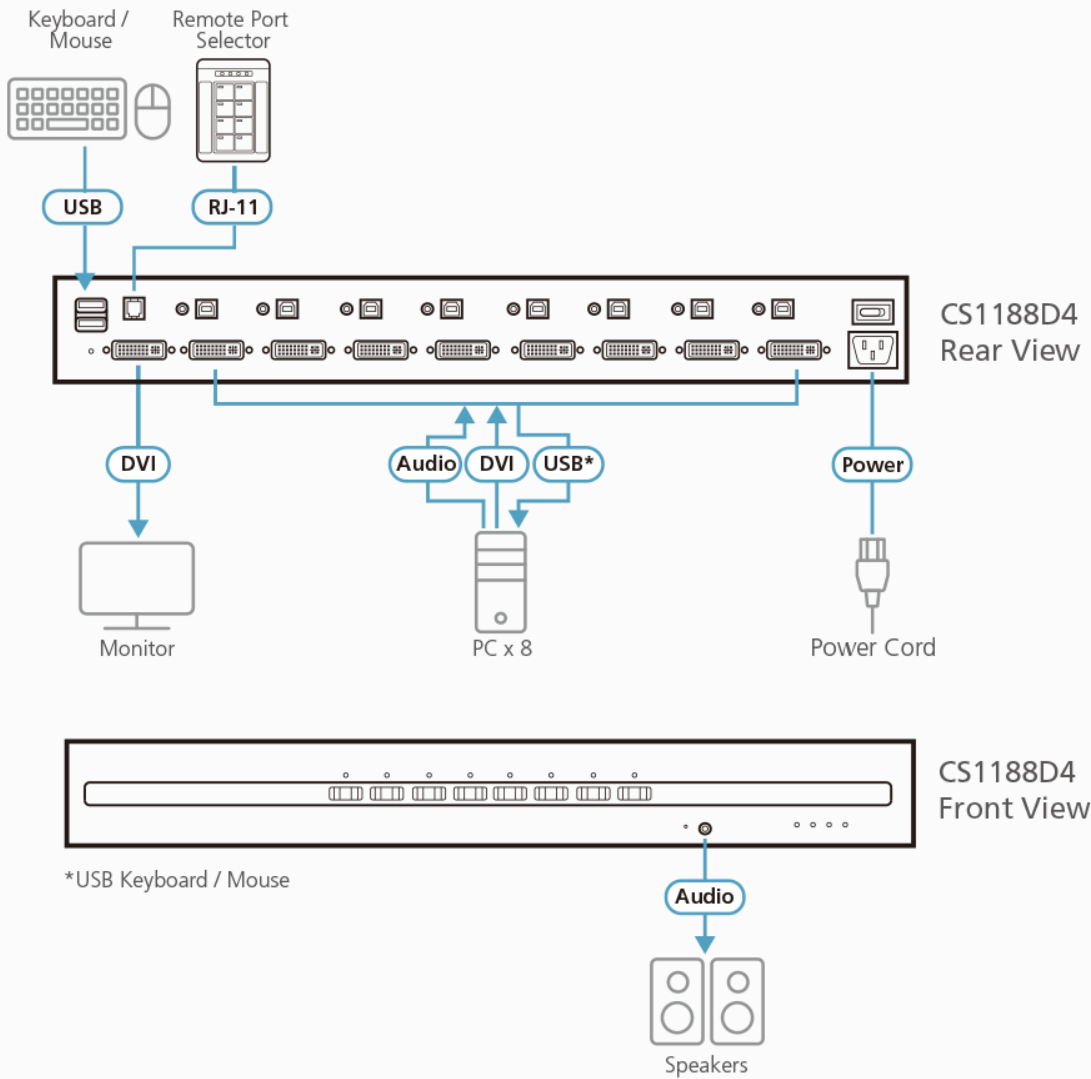 Keyboard /
Mouse
Remote Port
Selector
USB
RJ-11
CS1188D4
Rear View
DVI
Audio
DVI
USB*
Power
Monitor
PC x 8
Power Cord
CS1188D4
Front View
*USB Keyboard / Mouse
Audio
Speakers